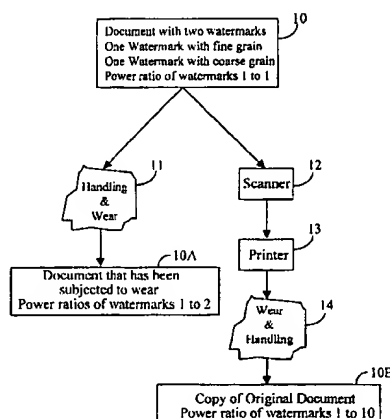 10
Document with two watermarks
One Watermark with fine grain
One Watermark with coarse grain
Power ratio of watermarks 1 to 1
11
Handling
&
Wear
12
Scanner
13
Printer
10A
Document that has been
subjected to wear
Power ratios of watermarks 1 to 2
14
Wear
&
Handling
10B
Copy of Original Document
Power ratio of watermarks 1 to 10